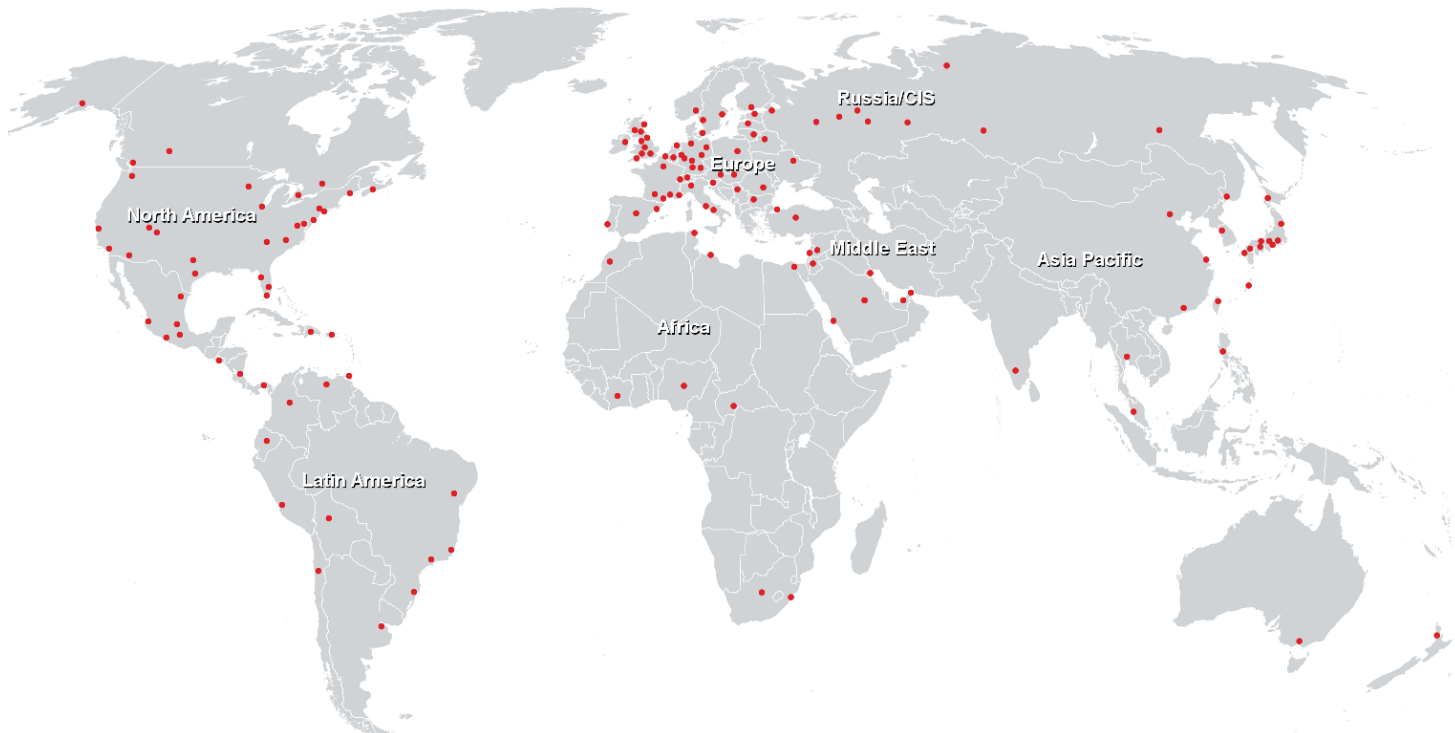 Russia/CIS
Europe
North America
Middle East
Asia Pacific
Africa
Latin America